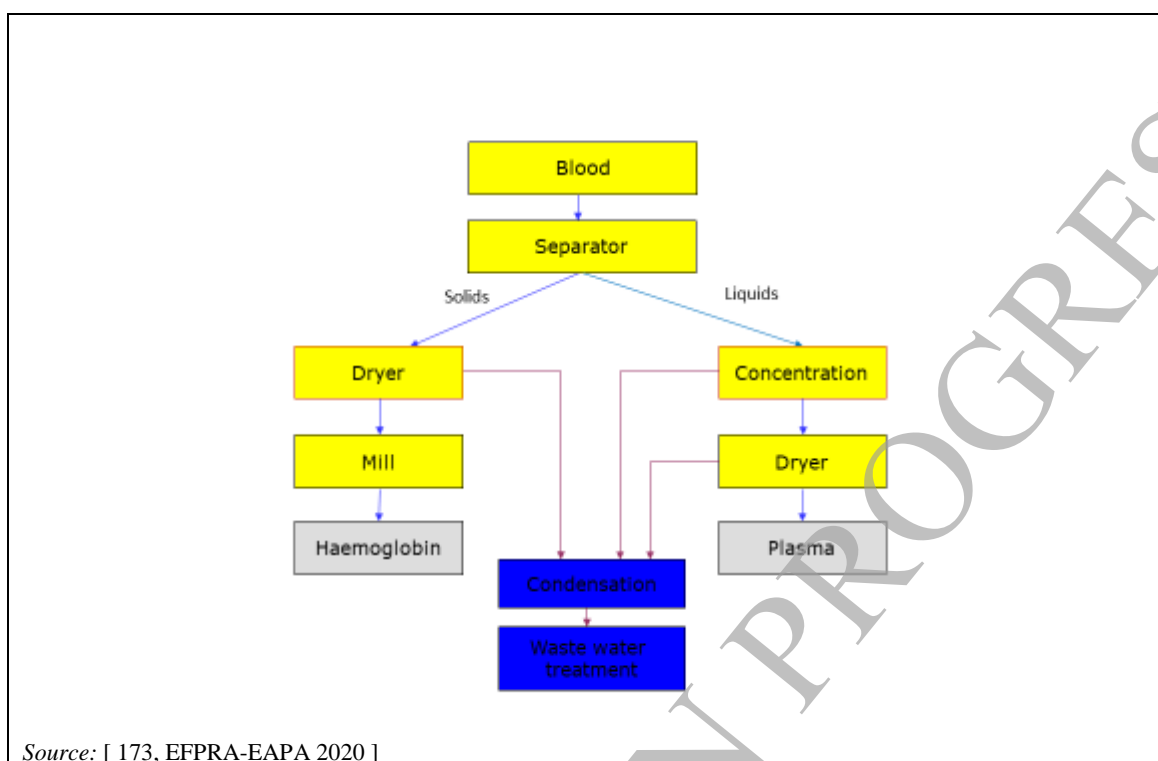 Blood
Separator
Solids
Liquids
Dryer
Concentration
Mill
Dryer
Haemoglobin
Plasma
Condensation
Waste water
treatment
Source: [ 173, EFPRA-EAPA 2020 ]
N PROGRES